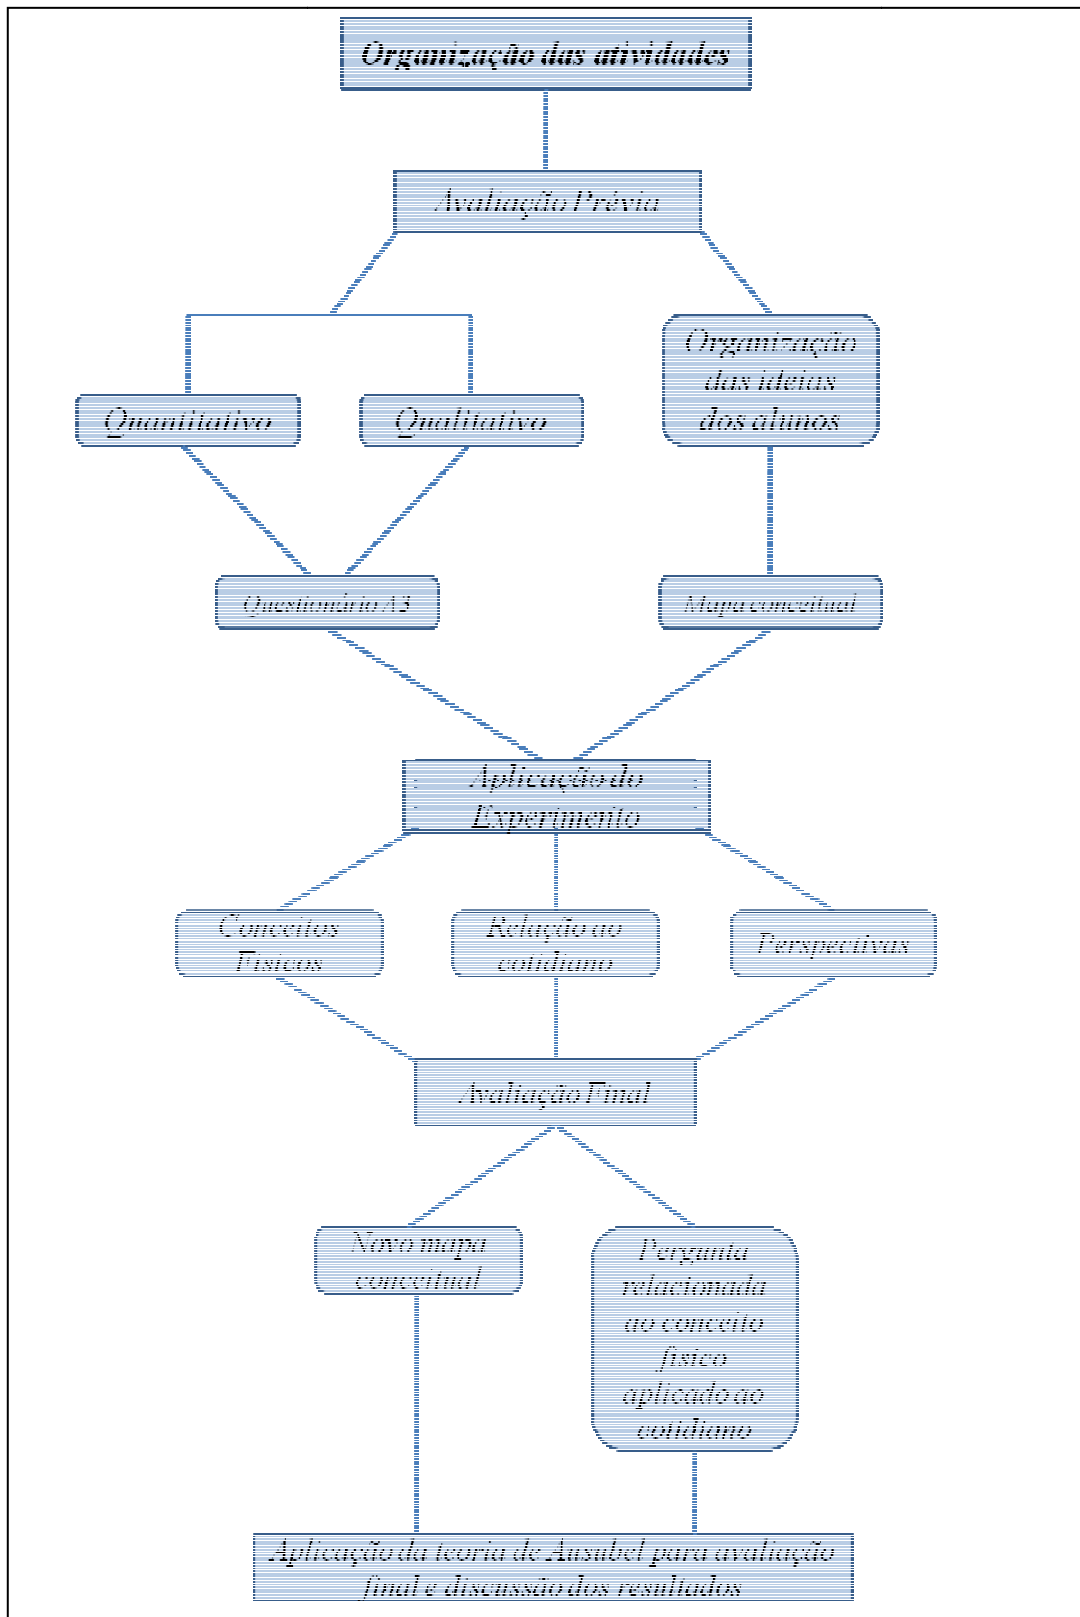 Organização das atividades
Avaliação Prévia
Organização
das ideias
dos alunos
Quantitativo
Qualitativo
Questionário A3
Mapa conceitual
Aplicação do
Experimento
Conceitos
Físicos
Relação ao
cotidiano
Perspectivas
Avaliação Final
Novo mapa
conceitual
Pergunta
relacionada
ao conceito
físico
aplicado ao
cotidiano
Aplicação da teoria de Ausubel para avaliação
final e discussão dos resultados